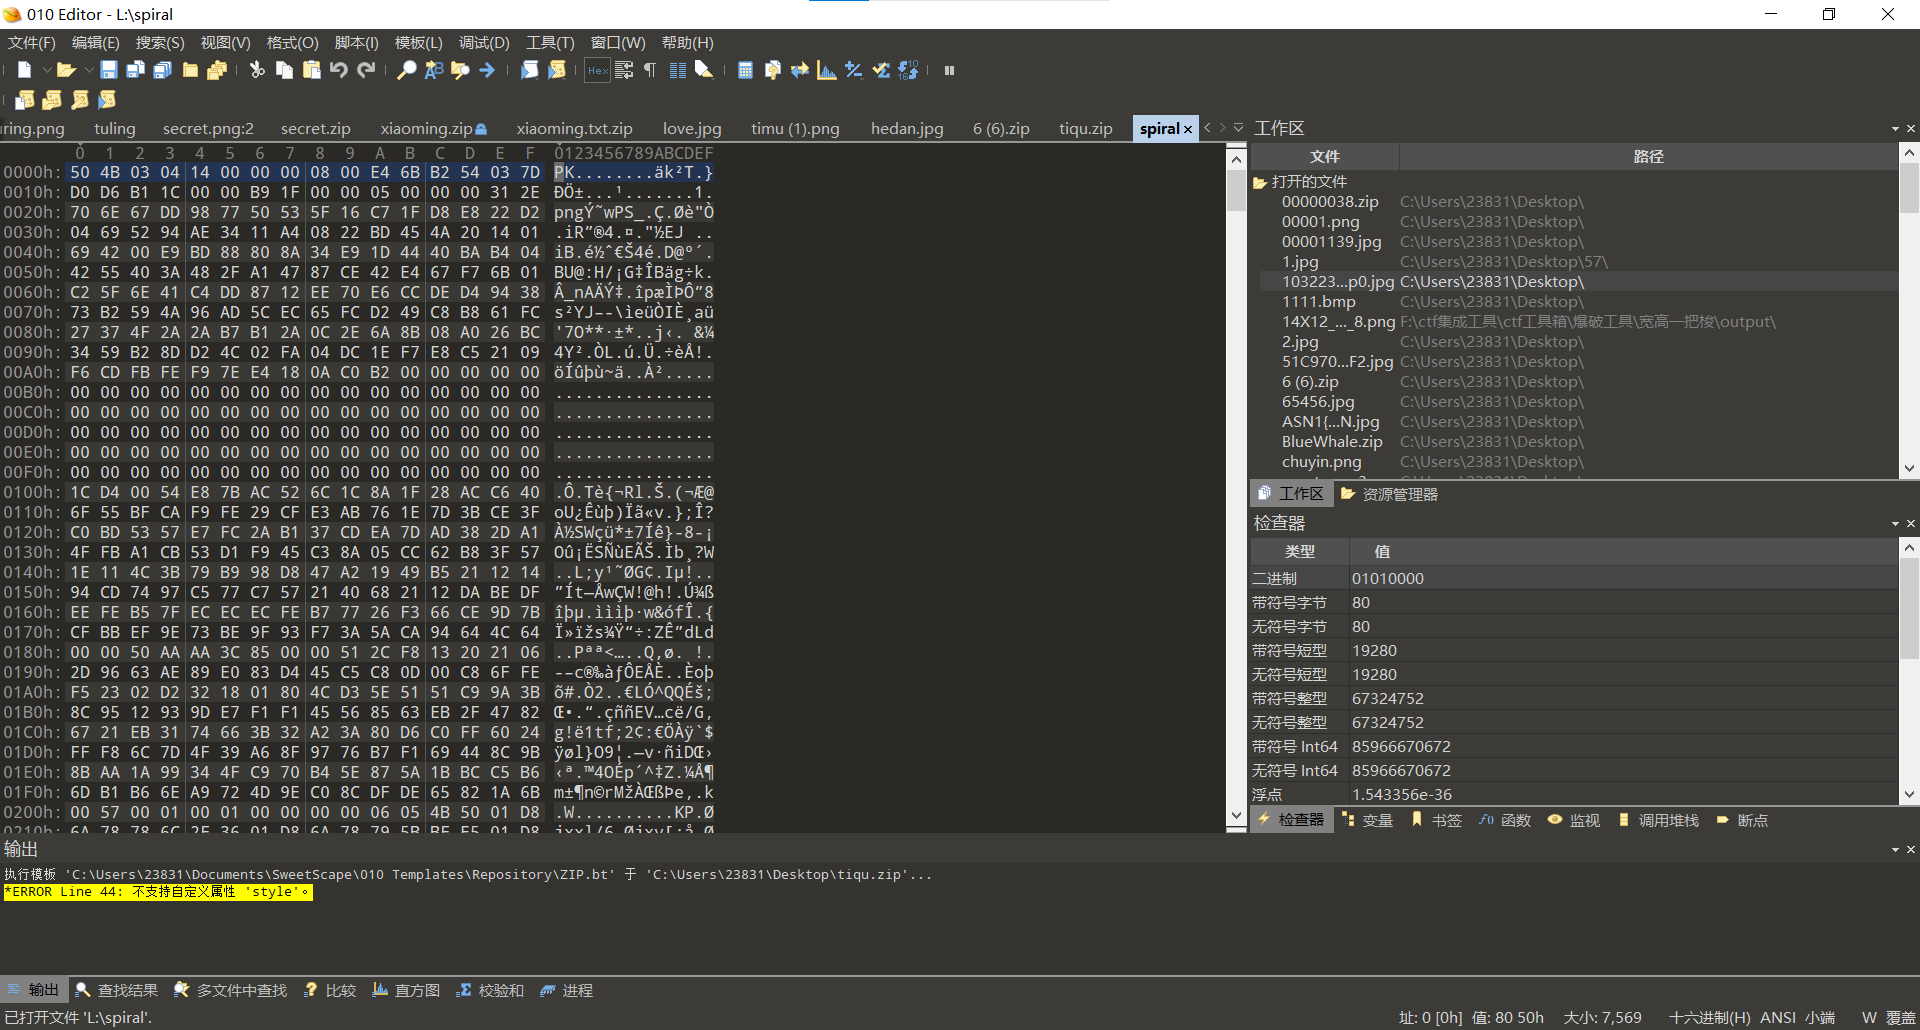 010 Editor - L:\spiral
文件(F) 编辑(E) 搜索(S) 视图(V) 格式(O) 脚本(I) 模板(L) 调试(D) 工具(T) 窗口(W) 帮助(H)
ring.png tuling secret.png:2 secret.zip xiaoming.zip xiaoming.txt.zip love.jpg timu (1).png hedan.jpg 6 (6).zip tiqu.zip spiral
0 1 2 3 4 5 6 7 8 9 A B C D E F 0123456789ABCDEF
0000h: 50 4B 03 04 14 00 00 00 08 00 E4 6B B2 54 03 7D PK........äk²T.}
0010h: D0 D6 B1 1C 00 00 B9 1F 00 00 05 00 00 00 31 2E ÐÖ±...¹.......1.
0020h: 70 6E 67 DD 98 77 50 53 5F 16 C7 1F D8 E8 22 D2 pngÝ˜wPS_.Ç.Øè"Ò
0030h: 04 69 52 94 AE 34 11 A4 08 22 BD 45 4A 20 14 01 .iR”®4.¤."½EJ ..
0040h: 69 42 00 E9 BD 88 80 8A 34 E9 1D 44 40 BA B4 04 iB.é½ˆ€Š4é.D@º´.
0050h: 42 55 40 3A 48 2F A1 47 87 CE 42 E4 67 F7 6B 01 BU@:H/¡G‡ÎBäg÷k.
0060h: C2 5F 6E 41 C4 DD 87 12 EE 70 E6 CC DE D4 94 38 Â_nAÄÝ‡.îpæÌÞÔ”8
0070h: 73 B2 59 4A 96 AD 5C EC 65 FC D2 49 C8 B8 61 FC s²YJ–-\ìeüÒIÈ¸aü
0080h: 27 37 4F 2A 2A B7 B1 2A 0C 2E 6A 8B 08 A0 26 BC '7O**·±*..j‹. &¼
0090h: 34 59 B2 8D D2 4C 02 FA 04 DC 1E F7 E8 C5 21 09 4Y².ÒL.ú.Ü.÷èÅ!.
00A0h: F6 CD FB FE F9 7E E4 18 0A C0 B2 00 00 00 00 00 öÍûþù~ä..À².....
00B0h: 00 00 00 00 00 00 00 00 00 00 00 00 00 00 00 00 ................
00C0h: 00 00 00 00 00 00 00 00 00 00 00 00 00 00 00 00 ................
00D0h: 00 00 00 00 00 00 00 00 00 00 00 00 00 00 00 00 ................
00E0h: 00 00 00 00 00 00 00 00 00 00 00 00 00 00 00 00 ................
00F0h: 00 00 00 00 00 00 00 00 00 00 00 00 00 00 00 00 ................
0100h: 1C D4 00 54 E8 7B AC 52 6C 1C 8A 1F 28 AC C6 40 .Ô.Tè{¬Rl.Š.(¬Æ@
0110h: 6F 55 BF CA F9 FE 29 CF E3 AB 76 1E 7D 3B CE 3F oU¿Êùþ)Ïã«v.};Î?
0120h: C0 BD 53 57 E7 FC 2A B1 37 CD EA 7D AD 38 2D A1 À½SWçü*±7Íê}-8-¡
0130h: 4F FB A1 CB 53 D1 F9 45 C3 8A 05 CC 62 B8 3F 57 Oû¡ËSÑùEÃŠ.Ìb¸?W
0140h: 1E 11 4C 3B 79 B9 98 D8 47 A2 19 49 B5 21 12 14 ..L;y¹˜ØG¢.Iµ!..
0150h: 94 CD 74 97 C5 77 C7 57 21 40 68 21 12 DA BE DF ”Ít—ÅwÇW!@h!.Ú¾ß
0160h: EE FE B5 7F EC EC EC FE B7 77 26 F3 66 CE 9D 7B îþµ.ìììþ·w&ófÎ.{
0170h: CF BB EF 9E 73 BE 9F 93 F7 3A 5A CA 94 64 4C 64 Ï»ïžs¾Ÿ“÷:ZÊ”dLd
0180h: 00 00 50 AA AA 3C 85 00 00 51 2C F8 13 20 21 06 ..Pªª<…..Q,ø. !.
0190h: 2D 96 63 AE 89 E0 83 D4 45 C5 C8 0D 00 C8 6F FE -–c®‰àƒÔEÅÈ..Èoþ
01A0h: F5 23 02 D2 32 18 01 80 4C D3 5E 51 51 C9 9A 3B õ#.Ò2..€LÓ^QQÉš;
01B0h: 8C 95 12 93 9D E7 F1 F1 45 56 85 63 EB 2F 47 82 Œ•.“.çññEV…cë/G‚
01C0h: 67 21 EB 31 74 66 3B 32 A2 3A 80 D6 C0 FF 60 24 g!ë1tf;2¢:€ÖÀÿ`$
01D0h: FF F8 6C 7D 4F 39 A6 8F 97 76 B7 F1 69 44 8C 9B ÿøl}O9¦.—v·ñiDŒ›
01E0h: 8B AA 1A 99 34 4F C9 70 B4 5E 87 5A 1B BC C5 B6 ‹ª.™4OÉp´^‡Z.¼Å¶
01F0h: 6D B1 B6 6E A9 72 4D 9E C0 8C DF DE 65 82 1A 6B m±¶n©rMžÀŒßÞe‚.k
0200h: 00 57 00 01 00 01 00 00 00 00 06 05 4B 50 01 D8 .W..........KP.Ø
工作区
文件 路径
打开的文件
00000038.zip C:\Users\23831\Desktop\
00001.png C:\Users\23831\Desktop\
00001139.jpg C:\Users\23831\Desktop\
1.jpg C:\Users\23831\Desktop\57\
103223...p0.jpg C:\Users\23831\Desktop\
1111.bmp C:\Users\23831\Desktop\
14X12_..._8.png F:\ctf集成工具\ctf工具箱\爆破工具\宽高一把梭\output\
2.jpg C:\Users\23831\Desktop\
51C970...F2.jpg C:\Users\23831\Desktop\
6 (6).zip C:\Users\23831\Desktop\
65456.jpg C:\Users\23831\Desktop\
ASN1{...N.jpg C:\Users\23831\Desktop\
BlueWhale.zip C:\Users\23831\Desktop\
chuyin.png C:\Users\23831\Desktop\
工作区 资源管理器
检查器
类型 值
二进制 01010000
带符号字节 80
无符号字节 80
带符号短型 19280
无符号短型 19280
带符号整型 67324752
无符号整型 67324752
带符号 Int64 85966670672
无符号 Int64 85966670672
浮点 1.543356e-36
检查器 变量 书签 函数 监视 调用堆栈 断点
输出
执行模板 'C:\Users\23831\Documents\SweetScape\010 Templates\Repository\ZIP.bt' 于 'C:\Users\23831\Desktop\tiqu.zip'...
*ERROR Line 44: 不支持自定义属性 'style'。
输出 查找结果 多文件中查找 比较 直方图 校验和 进程
已打开文件 'L:\spiral'. 址: 0 [0h] 值: 80 50h 大小: 7,569 十六进制(H) ANSI 小端 W 覆盖